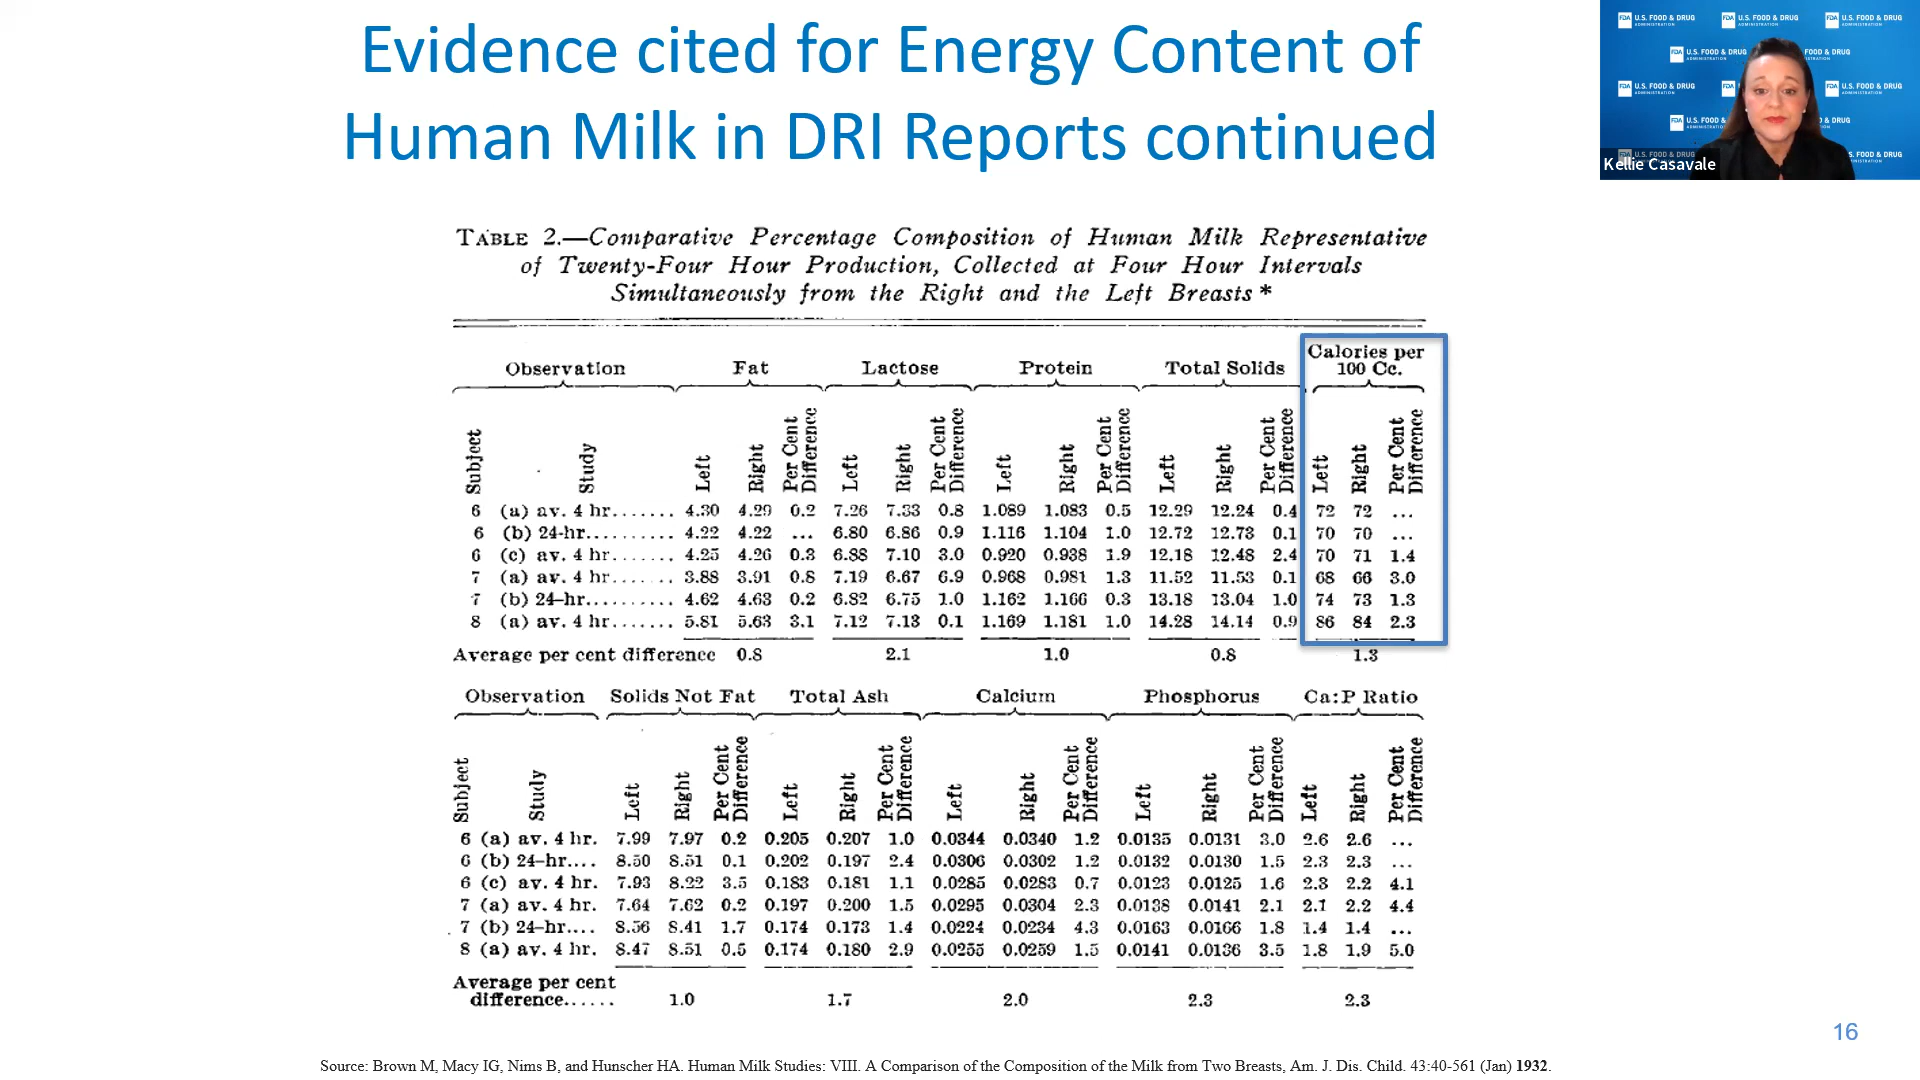 Evidence cited for Energy Content of
Human Milk in DRI Reports continued
FDA U.S. FOOD & DRUG ADMINISTRATION
Kellie Casavale
TABLE 2.—Comparative Percentage Composition of Human Milk Representative
of Twenty-Four Hour Production, Collected at Four Hour Intervals
Simultaneously from the Right and the Left Breasts *
Observation Fat Lactose Protein Total Solids Calories per 100 Cc.
Subject Study Left Right Per Cent Difference Left Right Per Cent Difference Left Right Per Cent Difference Left Right Per Cent Difference Left Right Per Cent Difference
6 (a) av. 4 hr....... 4.30 4.29 0.2 7.26 7.33 0.8 1.089 1.083 0.5 12.29 12.24 0.4 72 72 ...
6 (b) 24-hr.......... 4.22 4.22 ... 6.80 6.86 0.9 1.116 1.104 1.0 12.72 12.73 0.1 70 70 ...
6 (c) av. 4 hr....... 4.25 4.26 0.3 6.88 7.10 3.0 0.920 0.938 1.9 12.18 12.48 2.4 70 71 1.4
7 (a) av. 4 hr....... 3.88 3.91 0.8 7.19 6.67 6.9 0.968 0.981 1.3 11.52 11.53 0.1 68 66 3.0
7 (b) 24-hr.......... 4.62 4.63 0.2 6.82 6.75 1.0 1.162 1.166 0.3 13.18 13.04 1.0 74 73 1.3
8 (a) av. 4 hr....... 5.81 5.63 3.1 7.12 7.13 0.1 1.169 1.181 1.0 14.28 14.14 0.9 86 84 2.3
Average per cent difference 0.8 2.1 1.0 0.8 1.3
Observation Solids Not Fat Total Ash Calcium Phosphorus Ca:P Ratio
Subject Study Left Right Per Cent Difference Left Right Per Cent Difference Left Right Per Cent Difference Left Right Per Cent Difference Left Right Per Cent Difference
6 (a) av. 4 hr. 7.99 7.97 0.2 0.205 0.207 1.0 0.0344 0.0340 1.2 0.0135 0.0131 3.0 2.6 2.6 ...
6 (b) 24-hr.... 8.50 8.51 0.1 0.202 0.197 2.4 0.0306 0.0302 1.2 0.0132 0.0130 1.5 2.3 2.3 ...
6 (c) av. 4 hr. 7.93 8.22 3.5 0.183 0.181 1.1 0.0285 0.0283 0.7 0.0123 0.0125 1.6 2.3 2.2 4.1
7 (a) av. 4 hr. 7.64 7.62 0.2 0.197 0.200 1.5 0.0295 0.0304 2.3 0.0138 0.0141 2.1 2.1 2.2 4.4
7 (b) 24-hr.... 8.56 8.41 1.7 0.174 0.173 1.4 0.0224 0.0234 4.3 0.0163 0.0166 1.8 1.4 1.4 ...
8 (a) av. 4 hr. 8.47 8.51 0.5 0.174 0.180 2.9 0.0255 0.0259 1.5 0.0141 0.0136 3.5 1.8 1.9 5.0
Average per cent
difference...... 1.0 1.7 2.0 2.3 2.3
16
Source: Brown M, Macy IG, Nims B, and Hunscher HA. Human Milk Studies: VIII. A Comparison of the Composition of the Milk from Two Breasts, Am. J. Dis. Child. 43:40-561 (Jan) 1932.